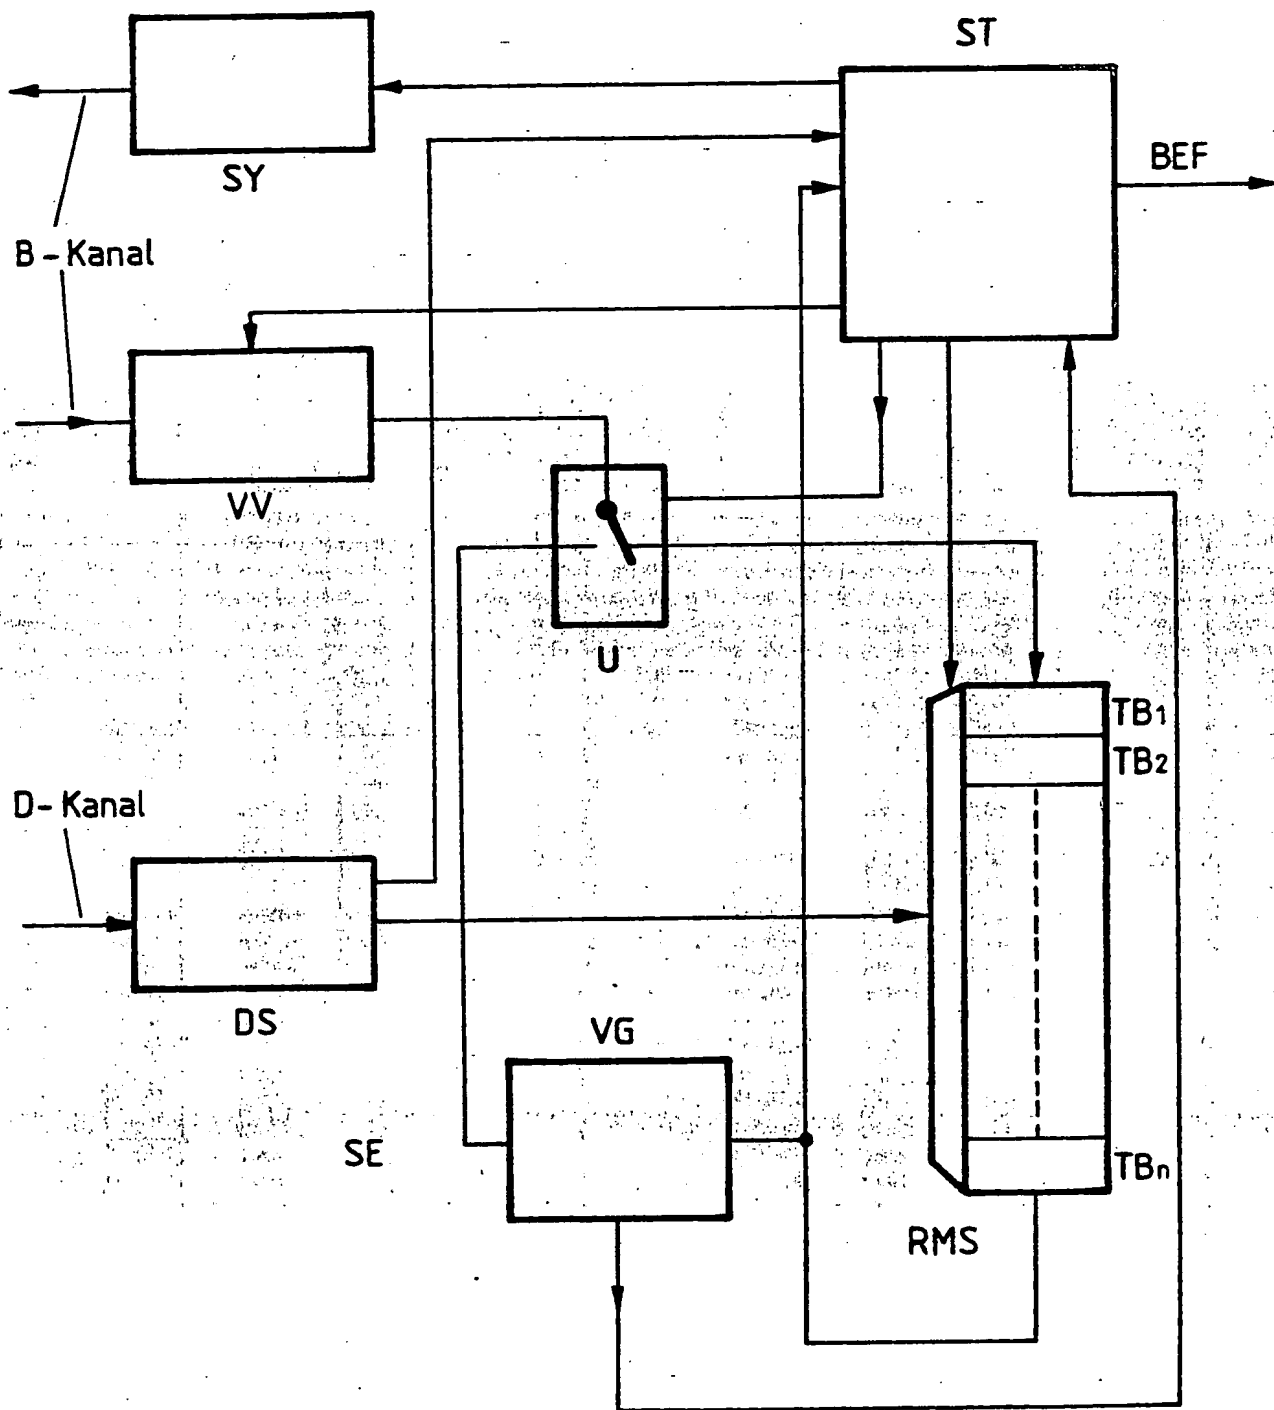 ST
SY
BEF
B-Kanal
VV
U
TB1
TB2
D-Kanal
DS
VG
SE
TBn
RMS